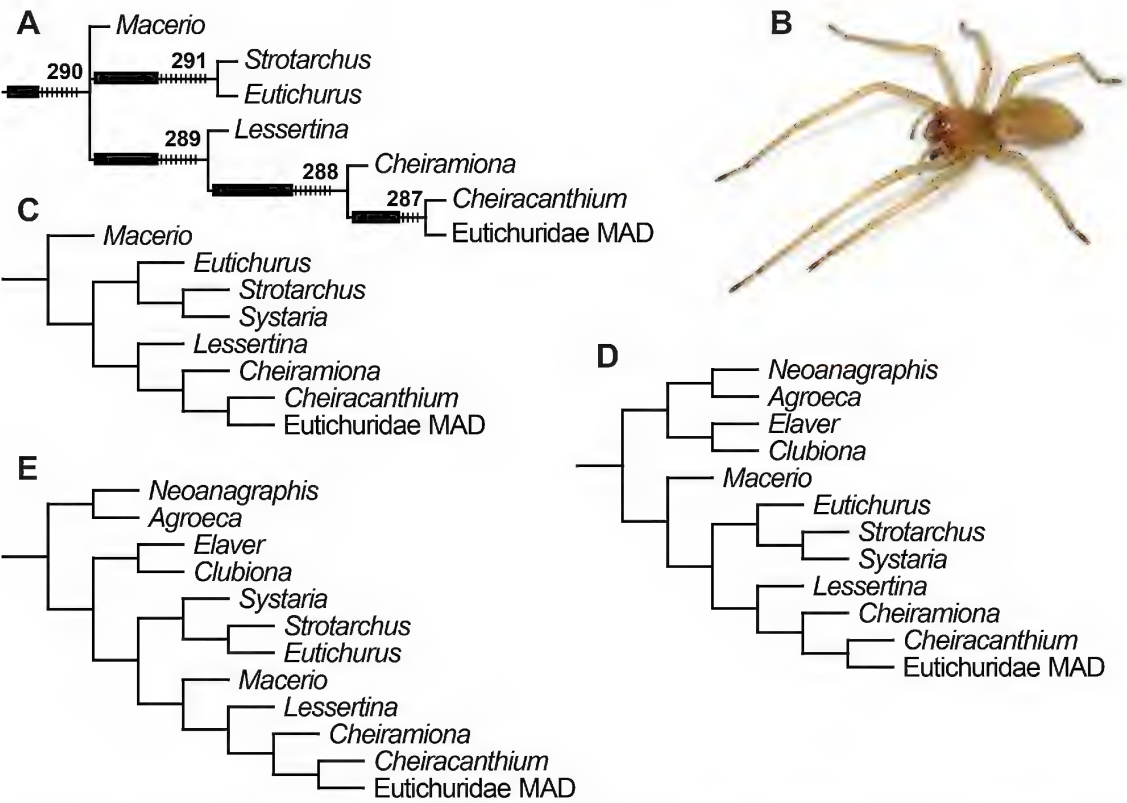 A
Macerio
290
291
Strotarchus
Eutichurus
289
Lessertina
288
Cheiramiona
287
Cheiracanthium
Eutichuridae MAD
B
C
Macerio
Eutichurus
Strotarchus
Systaria
Lessertina
Cheiramiona
Cheiracanthium
Eutichuridae MAD
D
Neoanagraphis
Agroeca
Elaver
Clubiona
Macerio
Eutichurus
Strotarchus
Systaria
Lessertina
Cheiramiona
Cheiracanthium
Eutichuridae MAD
E
Neoanagraphis
Agroeca
Elaver
Clubiona
Systaria
Strotarchus
Eutichurus
Macerio
Lessertina
Cheiramiona
Cheiracanthium
Eutichuridae MAD